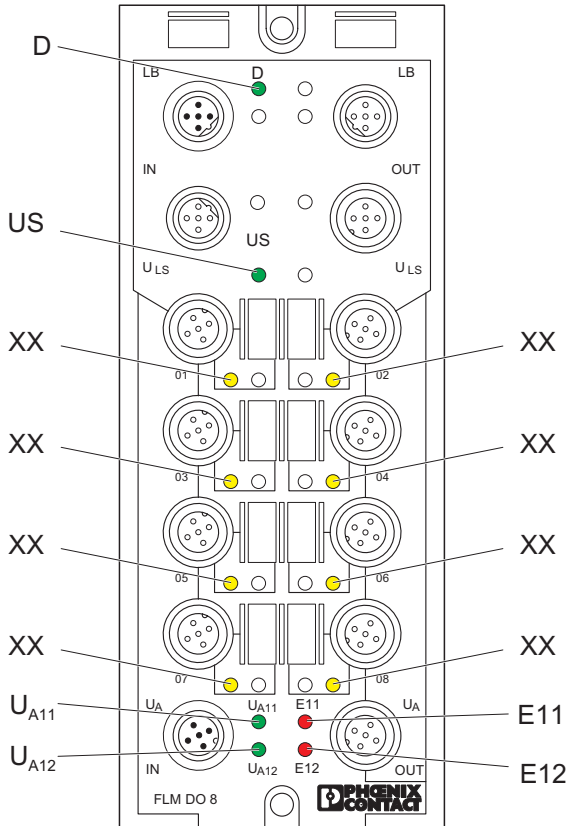 D
LB D LB
IN OUT
US
US
U LS U LS
XX XX
01 02
XX XX
03 04
XX XX
05 06
XX XX
07 08
UA11
UA UA11 E11 UA
E11
UA12
IN UA12 E12 OUT
E12
FLM DO 8
PHŒNIX
CONTACT